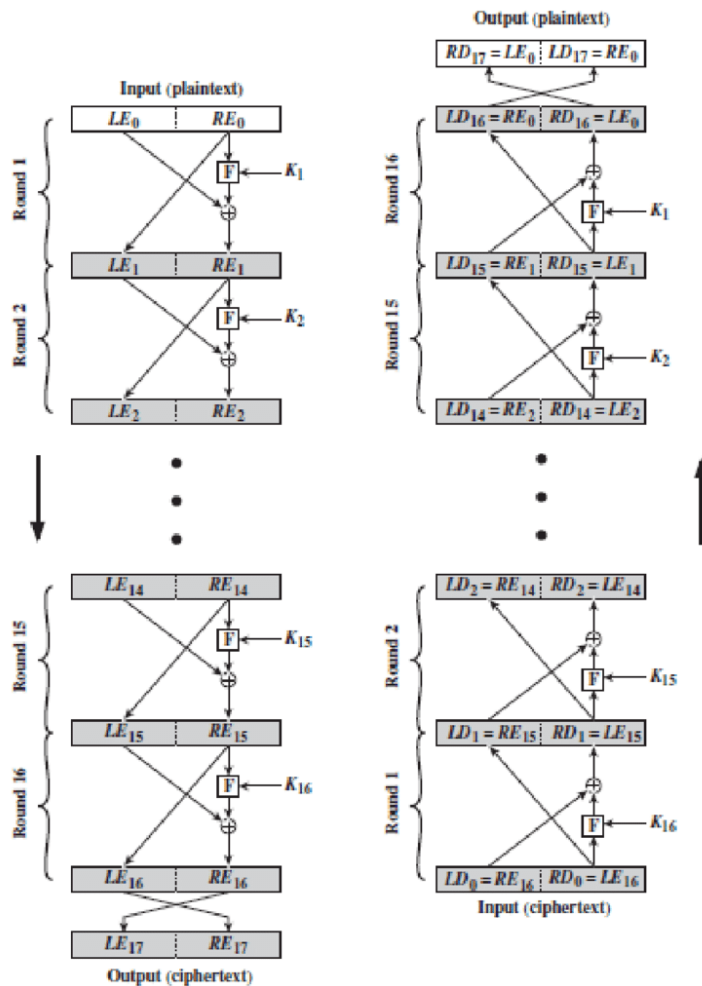 Input (plaintext)
LE0 RE0
Round 1
F
K1
LE1 RE1
Round 2
F
K2
LE2 RE2
LE14 RE14
Round 15
F
K15
LE15 RE15
Round 16
F
K16
LE16 RE16
LE17 RE17
Output (ciphertext)
Output (plaintext)
RD17 = LE0 LD17 = RE0
LD16 = RE0 RD16 = LE0
Round 16
F
K1
LD15 = RE1 RD15 = LE1
Round 15
F
K2
LD14 = RE2 RD14 = LE2
LD2 = RE14 RD2 = LE14
Round 2
F
K15
LD1 = RE15 RD1 = LE15
Round 1
F
K16
LD0 = RE16 RD0 = LE16
Input (ciphertext)